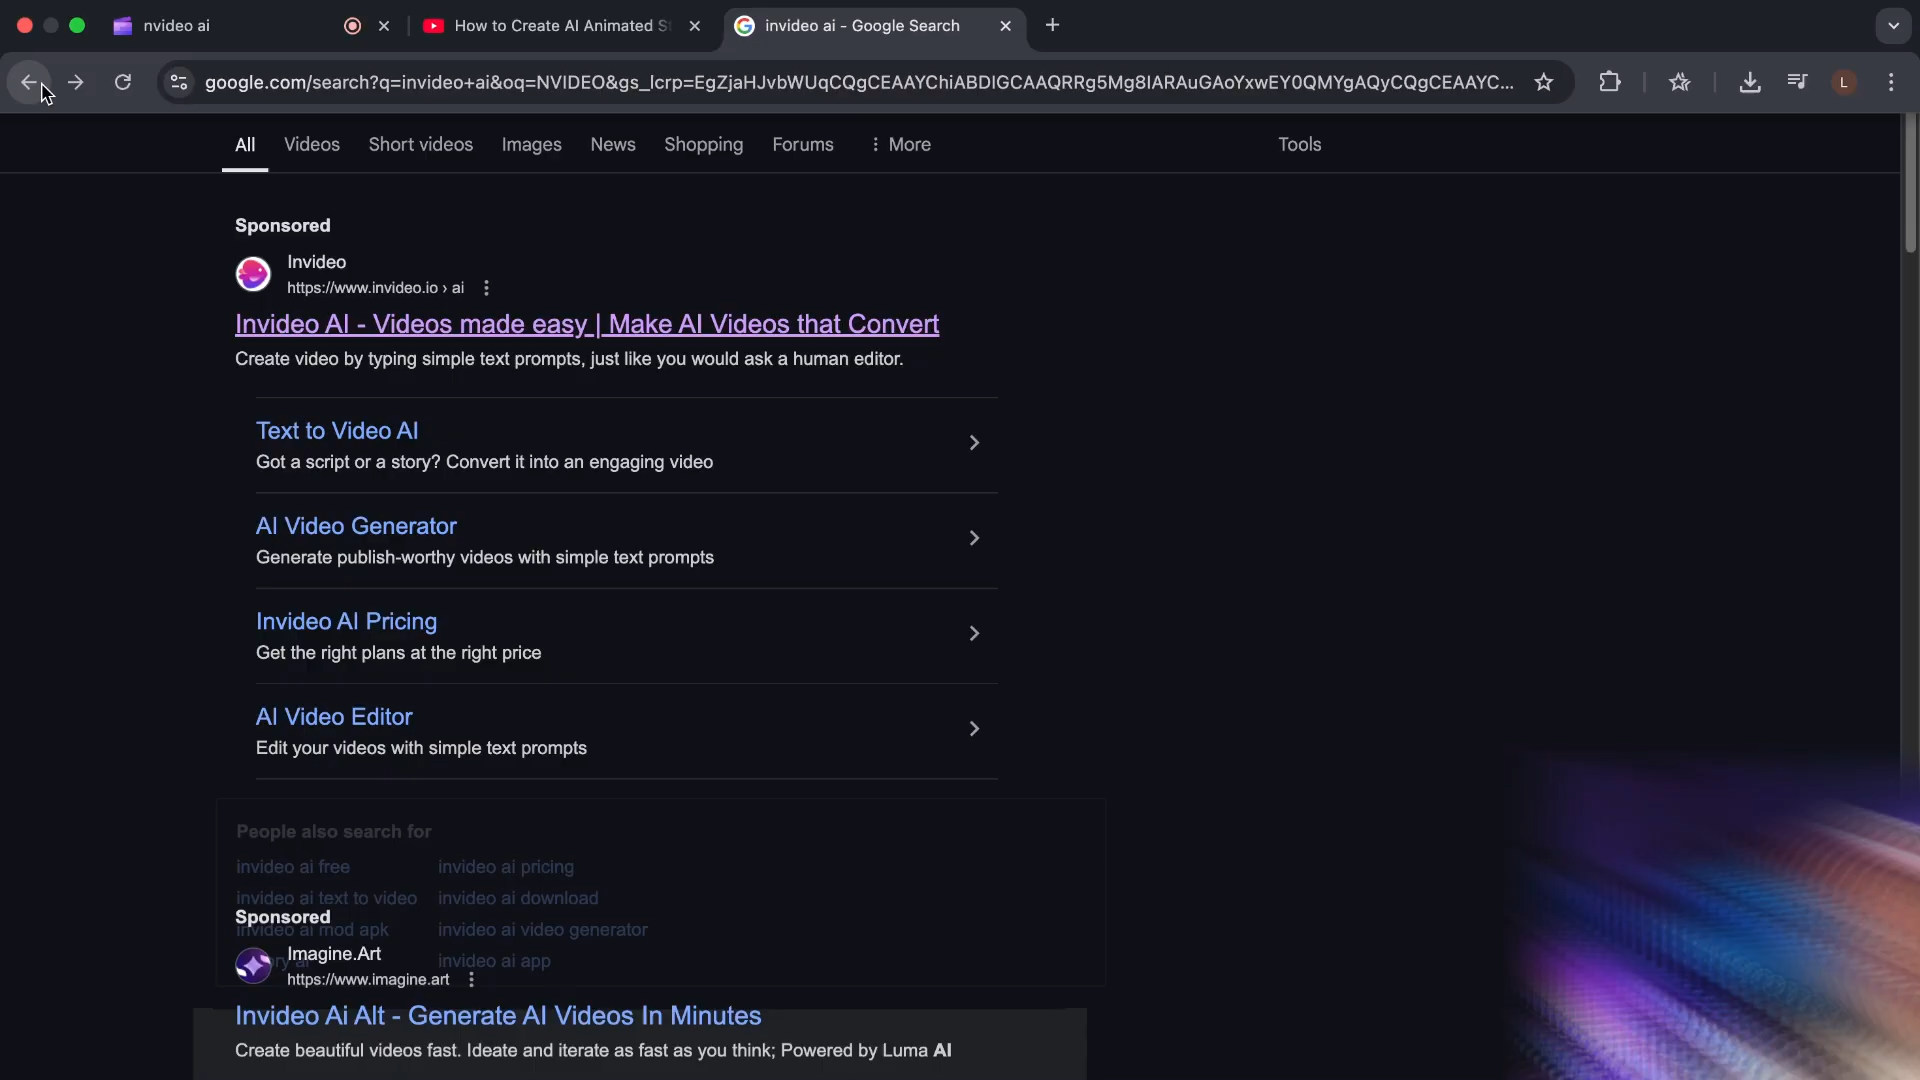 nvideo ai
How to Create AI Animated S
invideo ai - Google Search
google.com/search?q=invideo+ai&oq=NVIDEO&gs_lcrp=EgZjaHJvbWUqCQgCEAAYChiABDIGCAAQRRg5Mg8IARAuGAoYxwEY0QMYgAQyCQgCEAAYC...
L
All
Videos
Short videos
Images
News
Shopping
Forums
More
Tools
Sponsored
Invideo
https://www.invideo.io › ai
Invideo AI - Videos made easy | Make AI Videos that Convert
Create video by typing simple text prompts, just like you would ask a human editor.
Text to Video AI
Got a script or a story? Convert it into an engaging video
AI Video Generator
Generate publish-worthy videos with simple text prompts
Invideo AI Pricing
Get the right plans at the right price
AI Video Editor
Edit your videos with simple text prompts
People also search for
invideo ai free
invideo ai pricing
invideo ai text to video
invideo ai download
Sponsored
invideo ai mod apk
invideo ai video generator
Imagine.Art
invideo ai app
https://www.imagine.art
Invideo Ai Alt - Generate AI Videos In Minutes
Create beautiful videos fast. Ideate and iterate as fast as you think; Powered by Luma AI